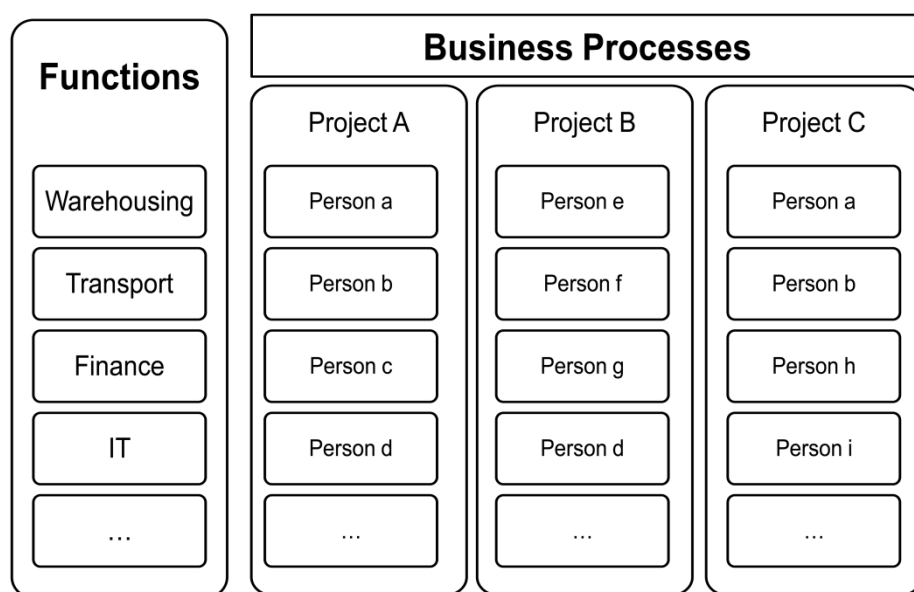 Functions
Warehousing
Transport
Finance
IT
...
Business Processes
Project A
Person a
Person b
Person c
Person d
...
Project B
Person e
Person f
Person g
Person d
...
Project C
Person a
Person b
Person h
Person i
...